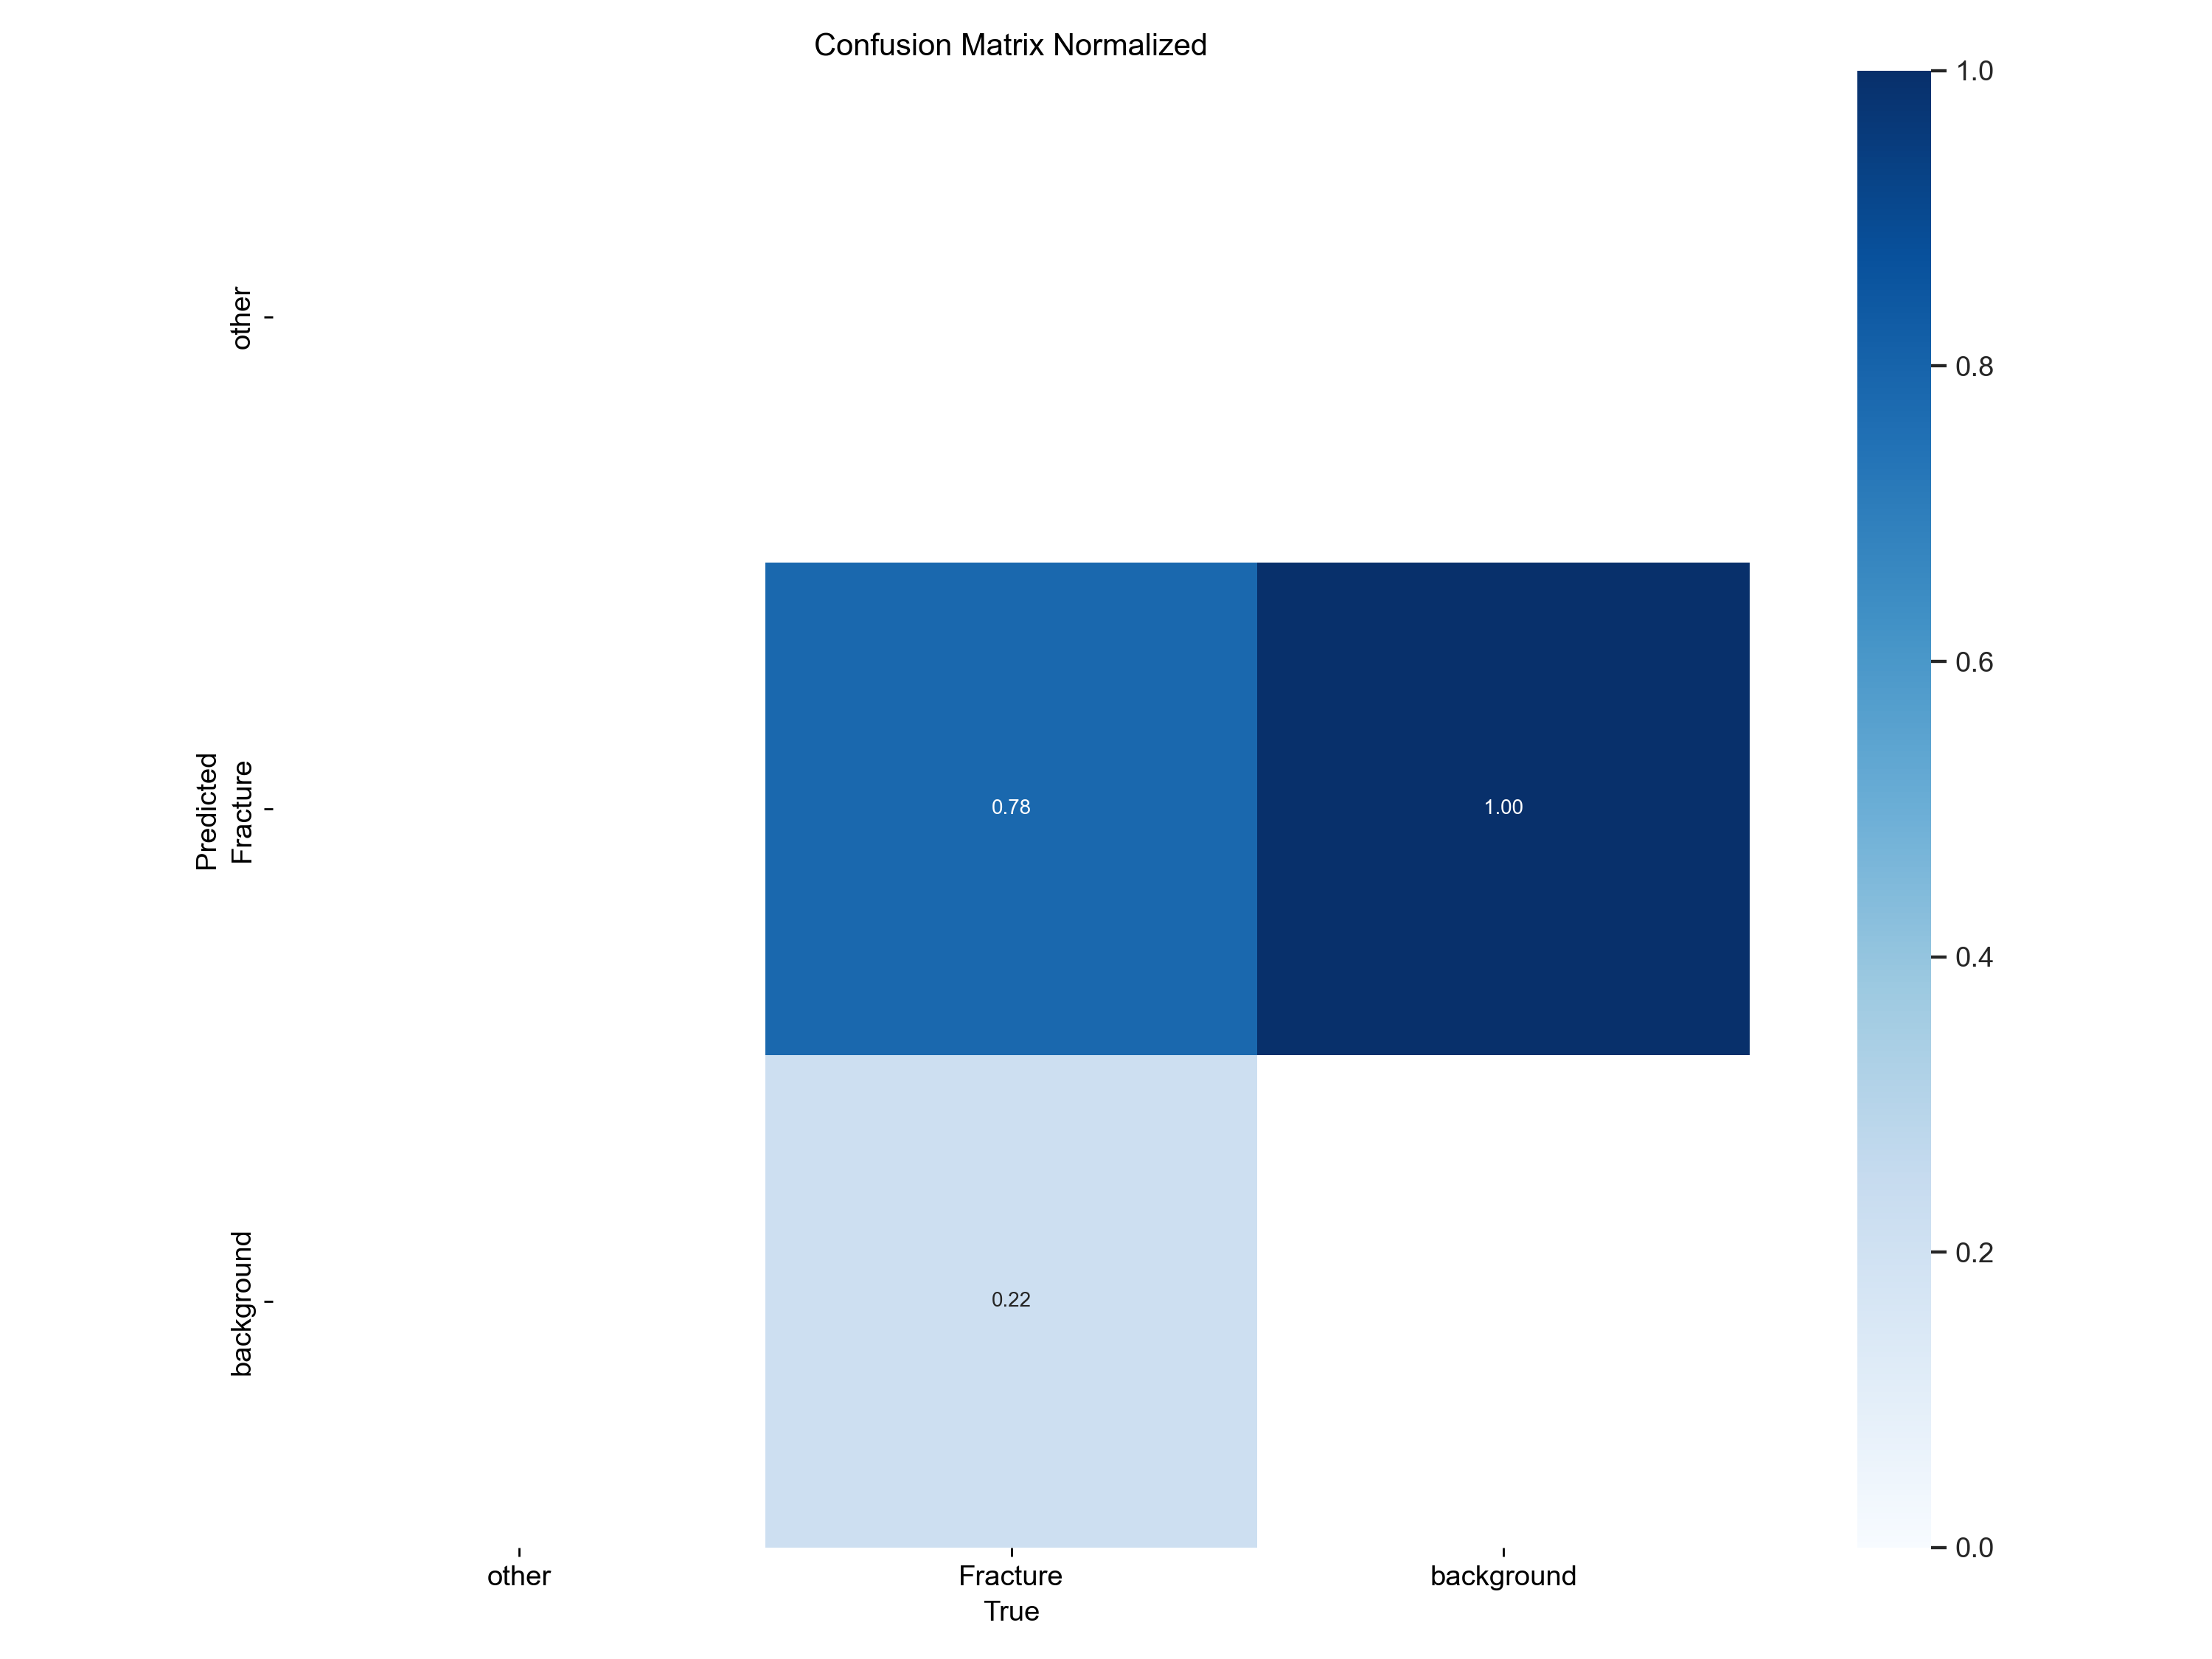 Confusion Matrix Normalized
1.0
0.8
0.6
0.4
0.2
0.0
Predicted
other
Fracture
background
0.78
1.00
0.22
other
Fracture
background
True